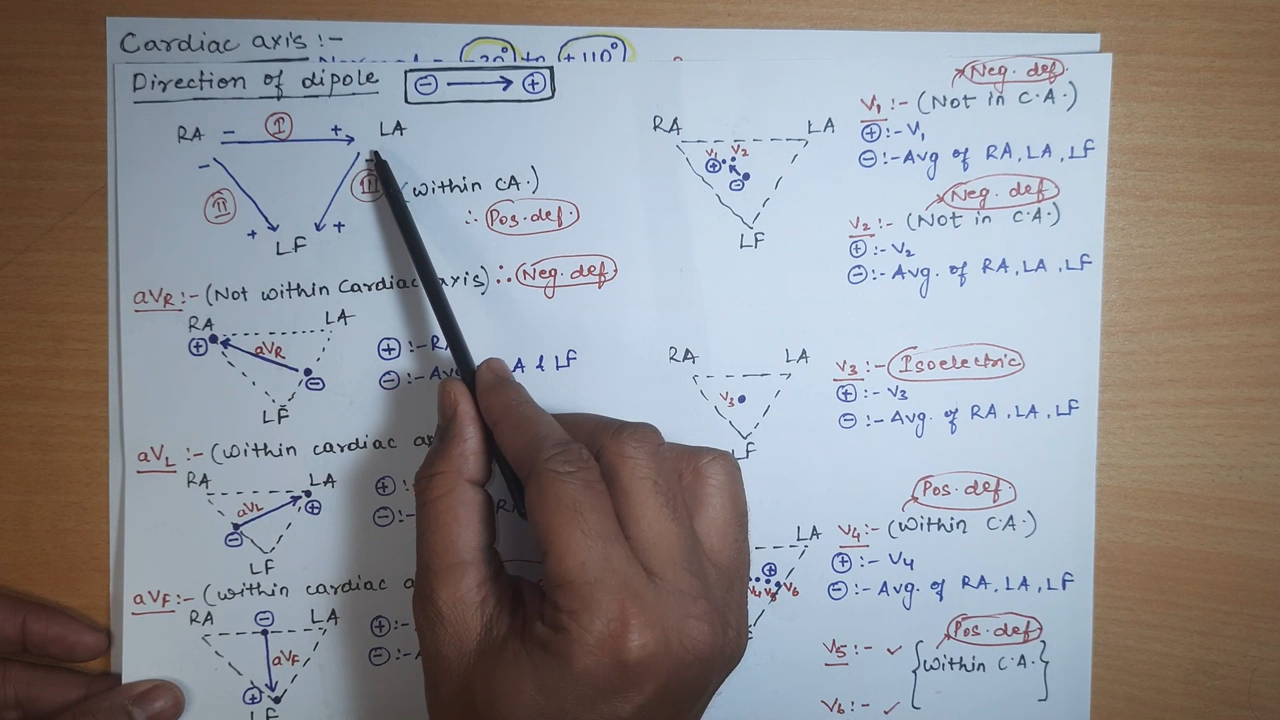 Cardiac axis :-
Direction of dipole ⊖ → ⊕
RA - I + LA
- -
II III (within CA.)
∴ Pos. def.
+ LF +
aVR :- (Not within Cardiac axis) ∴ Neg. def.
RA LA
⊕ aVR ⊕ :-
⊖ ⊖ :- & LF
LF
aVL :- (Within cardiac
RA LA
aVL ⊕ ⊕ :-
⊖ ⊖ :-
LF
aVF :- (within cardiac
RA ⊖ LA
⊕ :-
aVF ⊖ :-
⊕
LF
RA LA
V1 V2
⊕
⊖
LF
Neg. def.
V1 :- (Not in C.A.)
⊕ :- V1
⊖ :- Avg of RA, LA, LF
Neg. def
V2 :- (Not in C.A.)
⊕ :- V2
⊖ :- Avg. of RA, LA, LF
RA LA
V3
LF
V3 :- Isoelectric
⊕ :- V3
⊖ :- Avg. of RA, LA, LF
LA
⊕
V4 V5 V6
Pos. def.
V4 :- (Within C.A.)
⊕ :- V4
⊖ :- Avg. of RA, LA, LF
Pos. def
V5 :- ✓ {Within C.A.}
V6 :- ✓